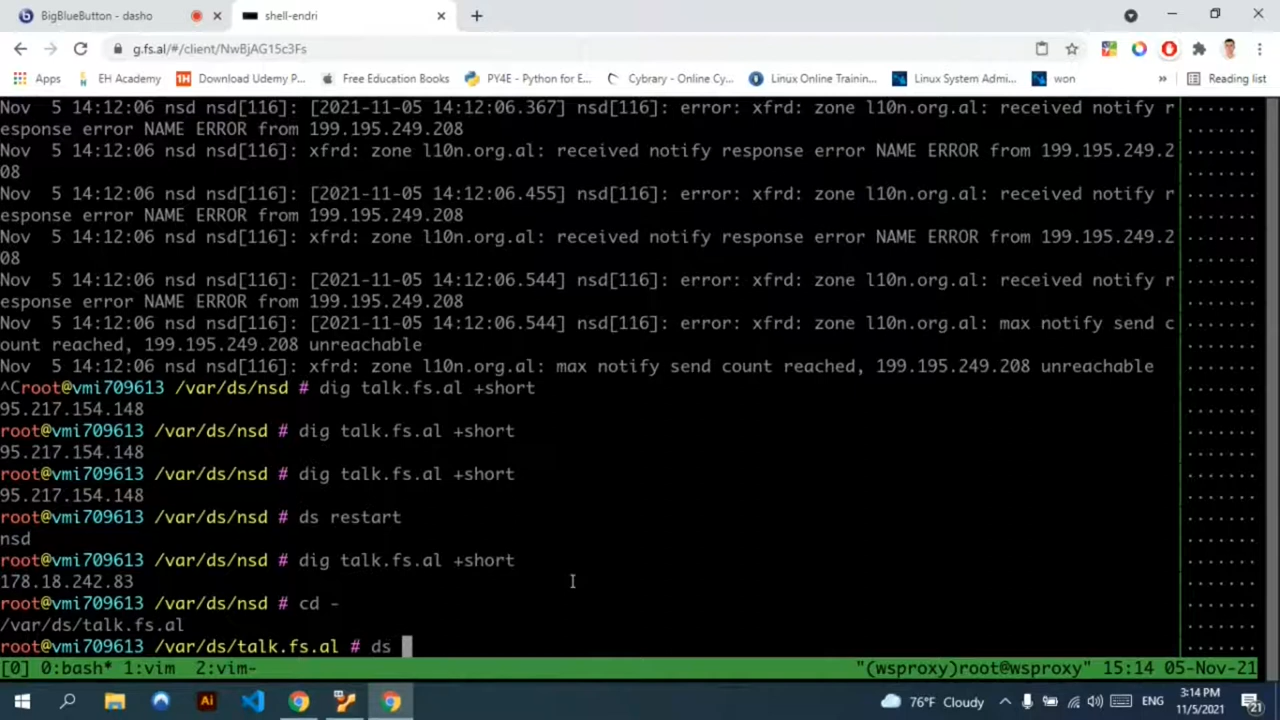 BigBlueButton - dasho
shell-endri
g.fs.al/#/client/NwBjAG15c3Fs
Apps EH Academy Download Udemy P... Free Education Books PY4E - Python for E... Cybrary - Online Cy... Linux Online Trainin... Linux System Admi... won » Reading list
Nov  5 14:12:06 nsd nsd[116]: [2021-11-05 14:12:06.367] nsd[116]: error: xfrd: zone l10n.org.al: received notify r
esponse error NAME ERROR from 199.195.249.208
Nov  5 14:12:06 nsd nsd[116]: xfrd: zone l10n.org.al: received notify response error NAME ERROR from 199.195.249.2
08
Nov  5 14:12:06 nsd nsd[116]: [2021-11-05 14:12:06.455] nsd[116]: error: xfrd: zone l10n.org.al: received notify r
esponse error NAME ERROR from 199.195.249.208
Nov  5 14:12:06 nsd nsd[116]: xfrd: zone l10n.org.al: received notify response error NAME ERROR from 199.195.249.2
08
Nov  5 14:12:06 nsd nsd[116]: [2021-11-05 14:12:06.544] nsd[116]: error: xfrd: zone l10n.org.al: received notify r
esponse error NAME ERROR from 199.195.249.208
Nov  5 14:12:06 nsd nsd[116]: [2021-11-05 14:12:06.544] nsd[116]: error: xfrd: zone l10n.org.al: max notify send c
ount reached, 199.195.249.208 unreachable
Nov  5 14:12:06 nsd nsd[116]: xfrd: zone l10n.org.al: max notify send count reached, 199.195.249.208 unreachable
^Croot@vmi709613 /var/ds/nsd # dig talk.fs.al +short
95.217.154.148
root@vmi709613 /var/ds/nsd # dig talk.fs.al +short
95.217.154.148
root@vmi709613 /var/ds/nsd # dig talk.fs.al +short
95.217.154.148
root@vmi709613 /var/ds/nsd # ds restart
nsd
root@vmi709613 /var/ds/nsd # dig talk.fs.al +short
178.18.242.83
root@vmi709613 /var/ds/nsd # cd -
/var/ds/talk.fs.al
root@vmi709613 /var/ds/talk.fs.al # ds
[0] 0:bash* 1:vim  2:vim- "(wsproxy)root@wsproxy" 15:14 05-Nov-21
Ai 76°F Cloudy ENG 3:14 PM
11/5/2021 21